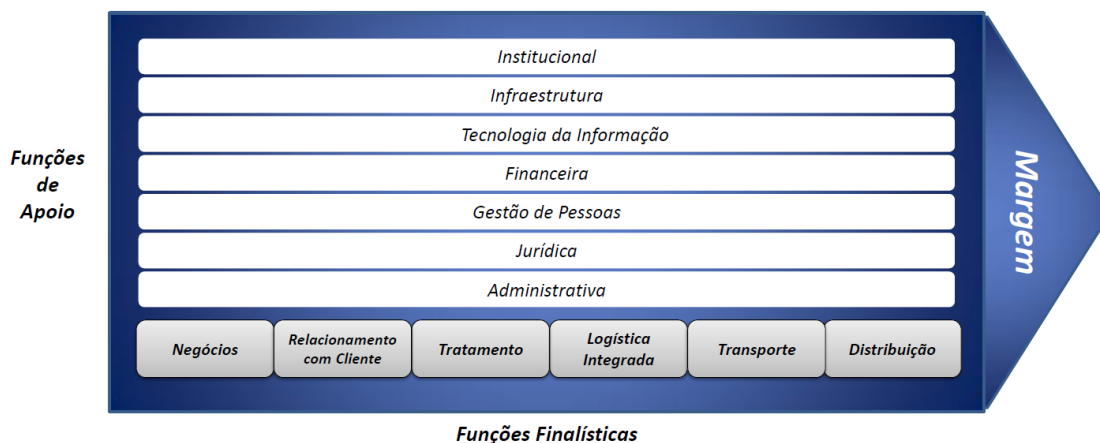 Institucional
Infraestrutura
Tecnologia da Informação
Financeira
Gestão de Pessoas
Jurídica
Administrativa
Funções
de
Apoio
Margem
Negócios
Relacionamento
com Cliente
Tratamento
Logística
Integrada
Transporte
Distribuição
Funções Finalísticas